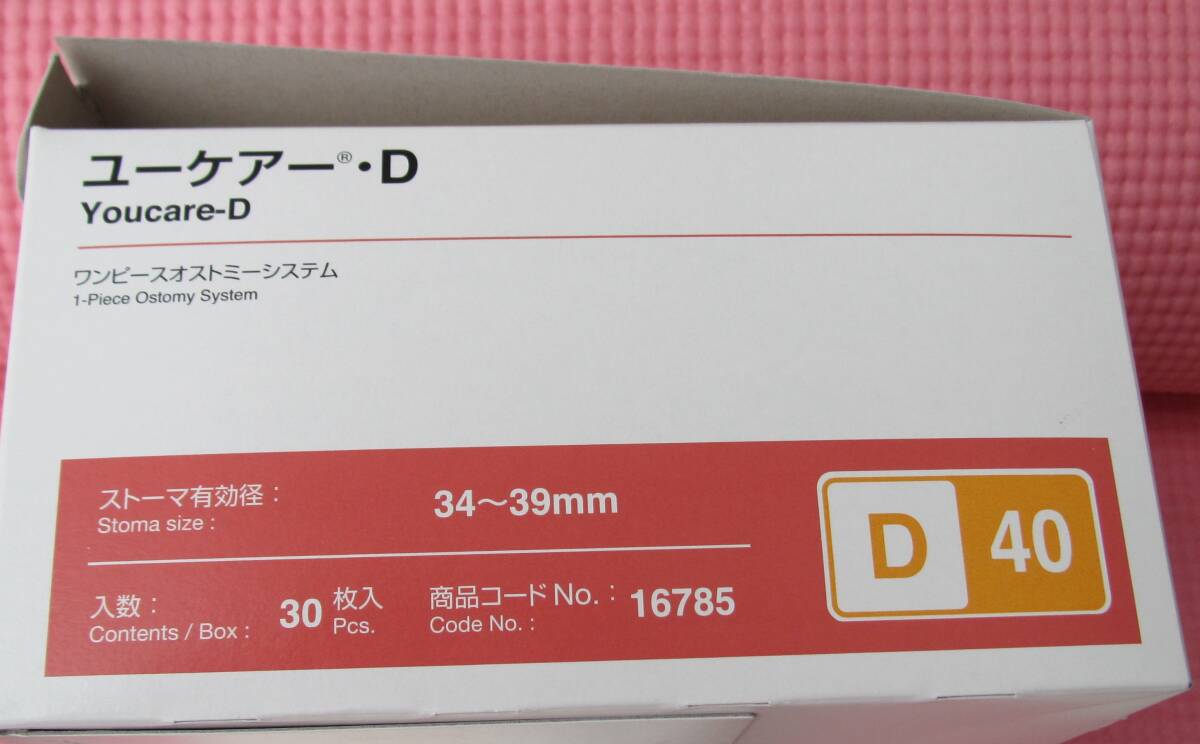 ユーケアー®・D
Youcare-D
ワンピースオストミーシステム
1-Piece Ostomy System
ストーマ有効径： 34～39mm
Stoma size :
D 40
入数： 30 枚入 商品コードNo.： 16785
Contents / Box : Pcs. Code No. :